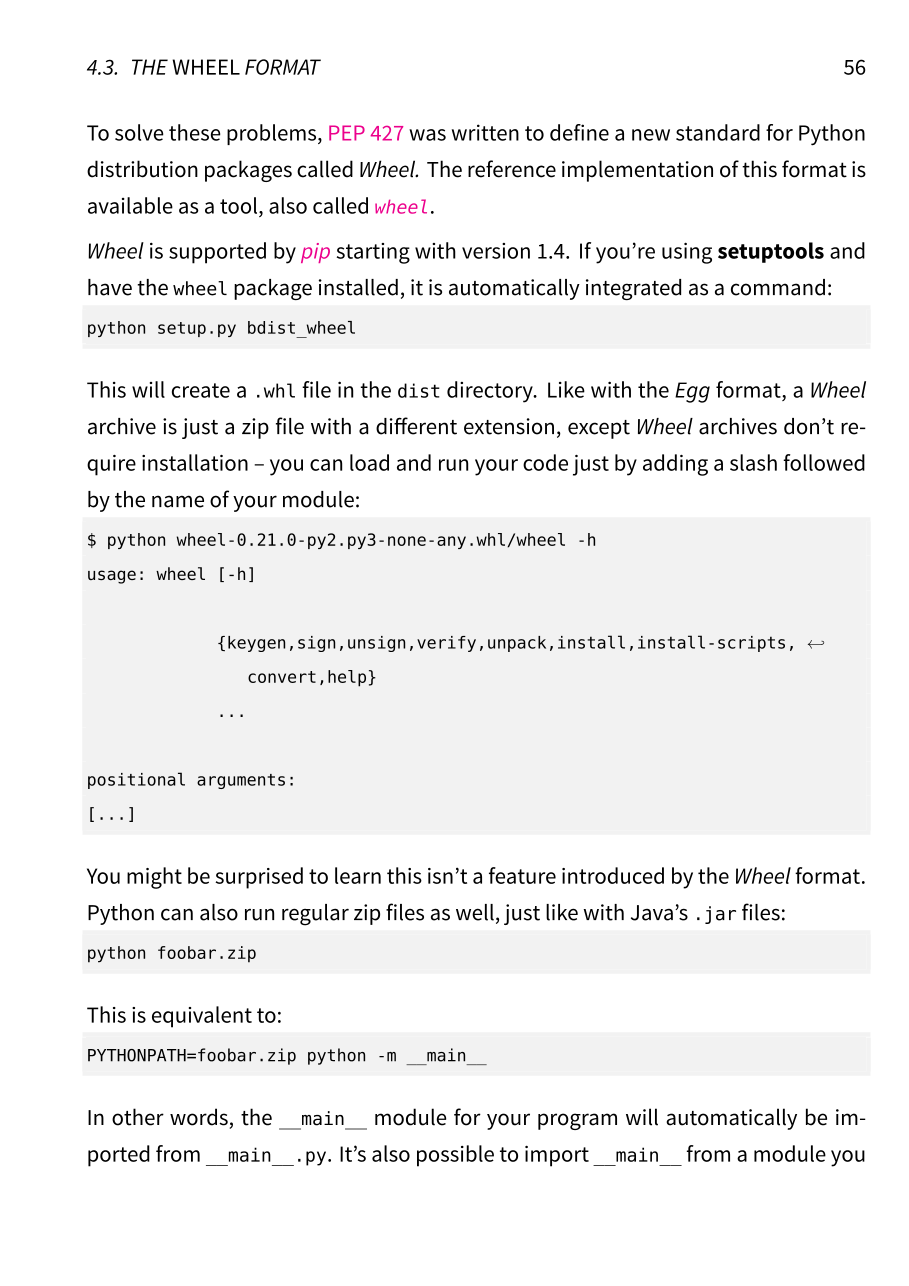 4.3. THE WHEEL FORMAT 56
To solve these problems, PEP 427 was written to define a new standard for Python
distribution packages called Wheel. The reference implementation of this format is
available as a tool, also called wheel.
Wheel is supported by pip starting with version 1.4. If you’re using setuptools and
have the wheel package installed, it is automatically integrated as a command:
python setup.py bdist_wheel
This will create a .whl file in the dist directory. Like with the Egg format, a Wheel
archive is just a zip file with a different extension, except Wheel archives don’t re-
quire installation – you can load and run your code just by adding a slash followed
by the name of your module:
$ python wheel-0.21.0-py2.py3-none-any.whl/wheel -h
usage: wheel [-h]
{keygen,sign,unsign,verify,unpack,install,install-scripts, ↩
convert,help}
...
positional arguments:
[...]
You might be surprised to learn this isn’t a feature introduced by the Wheel format.
Python can also run regular zip files as well, just like with Java’s .jar files:
python foobar.zip
This is equivalent to:
PYTHONPATH=foobar.zip python -m __main__
In other words, the __main__ module for your program will automatically be im-
ported from __main__.py. It’s also possible to import __main__ from a module you